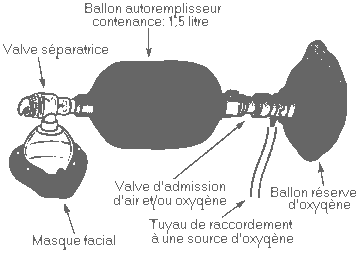 Ballon autoremplisseur
contenance: 1,5 litre
Valve séparatrice
Valve d'admission
d'air et/ou oxygène
Ballon réserve
d'oxygène
Tuyau de raccordement
à une source d'oxygène
Masque facial